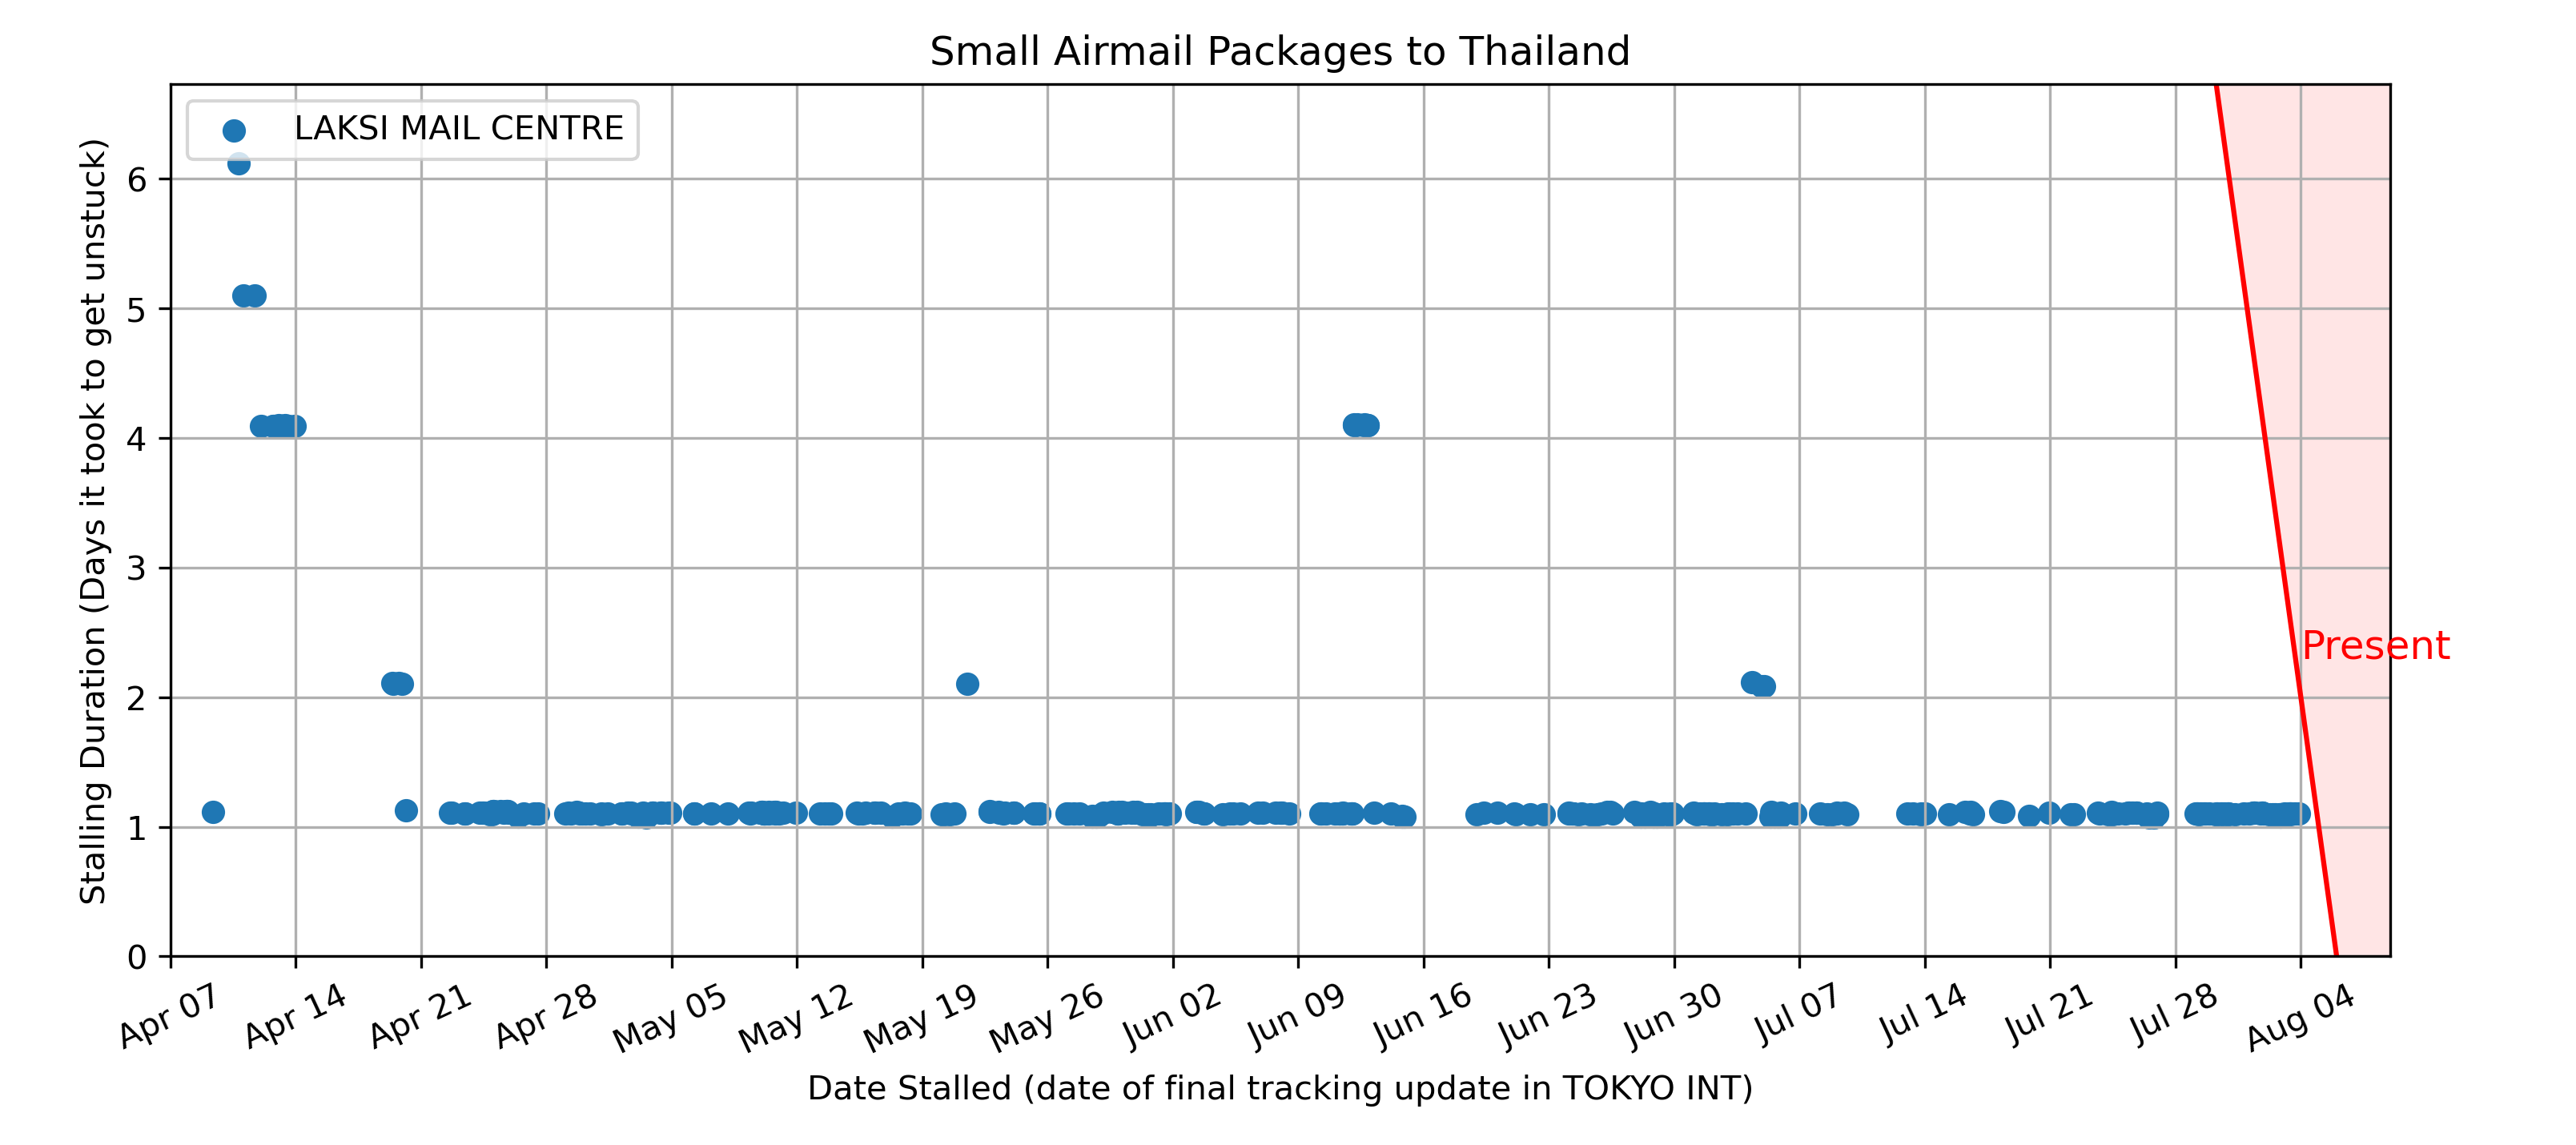 Small Airmail Packages to Thailand
LAKSI MAIL CENTRE
Stalling Duration (Days it took to get unstuck)
6
5
4
3
2
1
0
Present
Apr 07
Apr 14
Apr 21
Apr 28
May 05
May 12
May 19
May 26
Jun 02
Jun 09
Jun 16
Jun 23
Jun 30
Jul 07
Jul 14
Jul 21
Jul 28
Aug 04
Date Stalled (date of final tracking update in TOKYO INT)